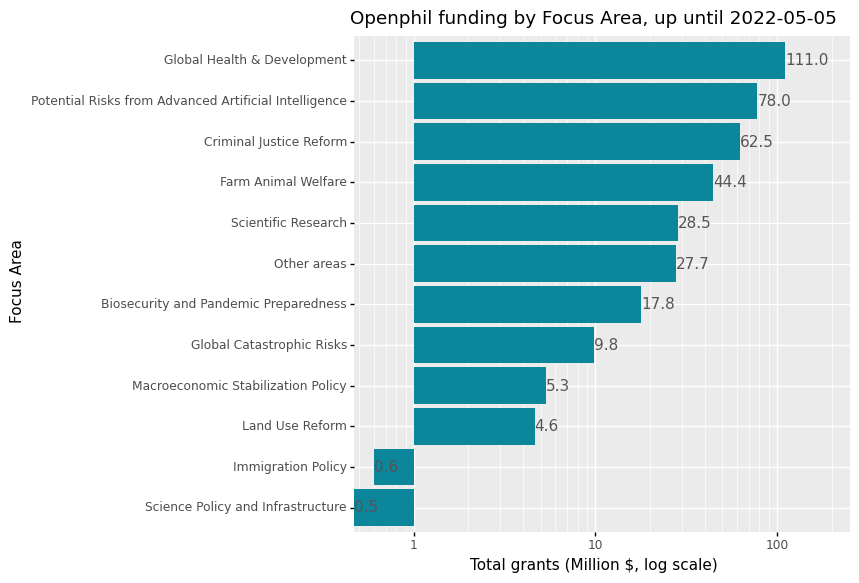 Openphil funding by Focus Area, up until 2022-05-05
Focus Area
Global Health & Development 111.0
Potential Risks from Advanced Artificial Intelligence 78.0
Criminal Justice Reform 62.5
Farm Animal Welfare 44.4
Scientific Research 28.5
Other areas 27.7
Biosecurity and Pandemic Preparedness 17.8
Global Catastrophic Risks 9.8
Macroeconomic Stabilization Policy 5.3
Land Use Reform 4.6
Immigration Policy 0.6
Science Policy and Infrastructure 0.5
1 10 100
Total grants (Million $, log scale)